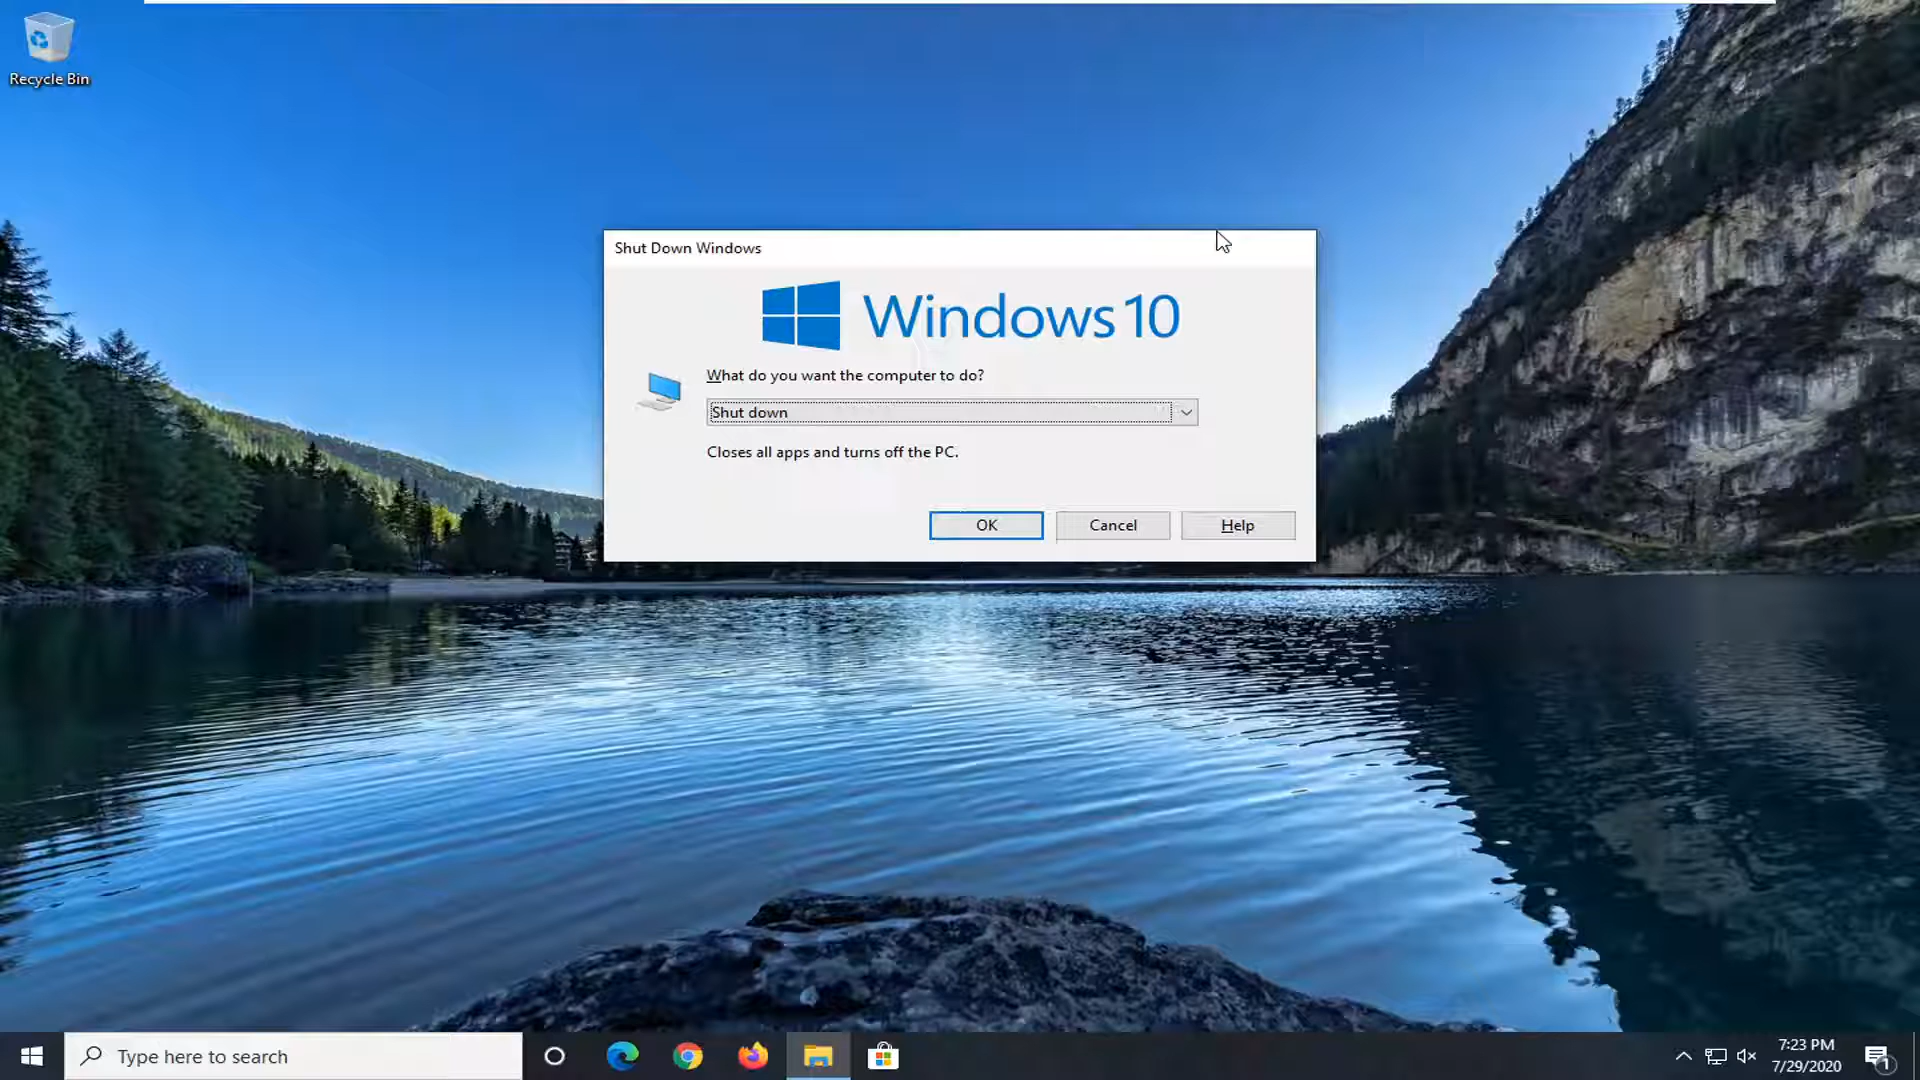 Recycle Bin
Shut Down Windows
Windows 10
What do you want the computer to do?
Shut down
Closes all apps and turns off the PC.
OK
Cancel
Help
Type here to search
7:23 PM
7/29/2020
1